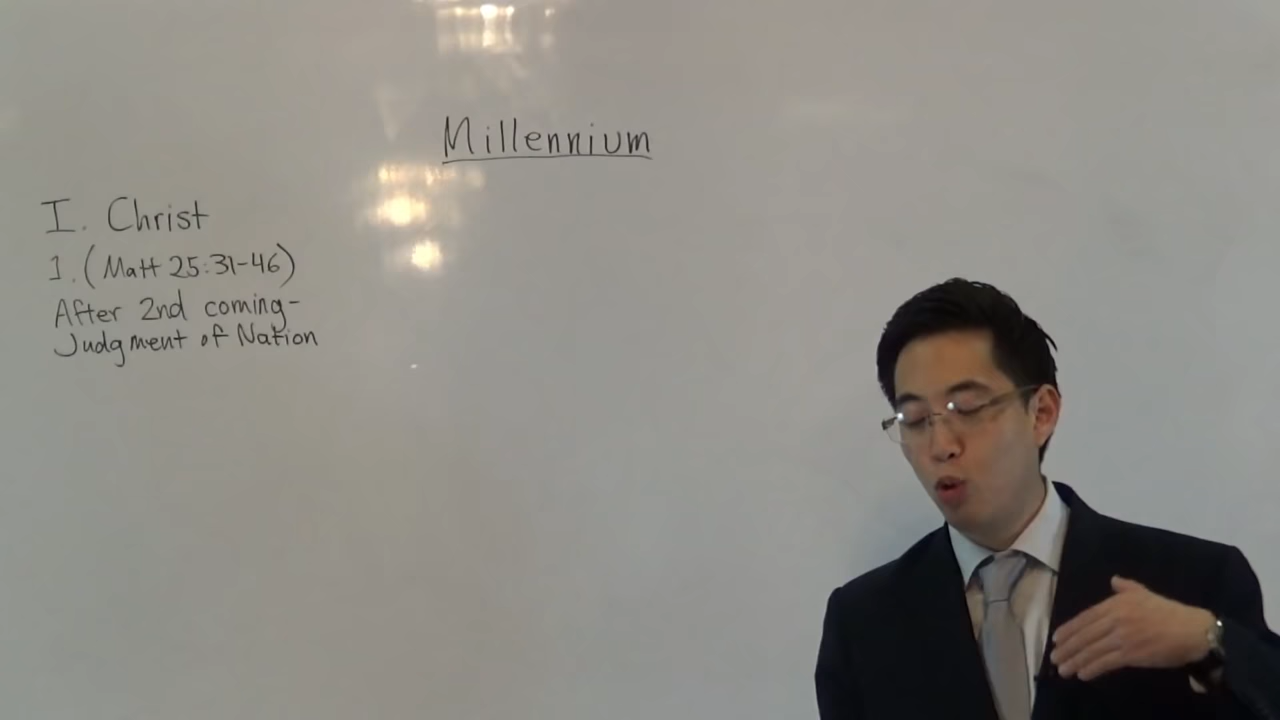 Millennium
I. Christ
1. (Matt 25:31-46)
After 2nd coming-
Judgment of Nation